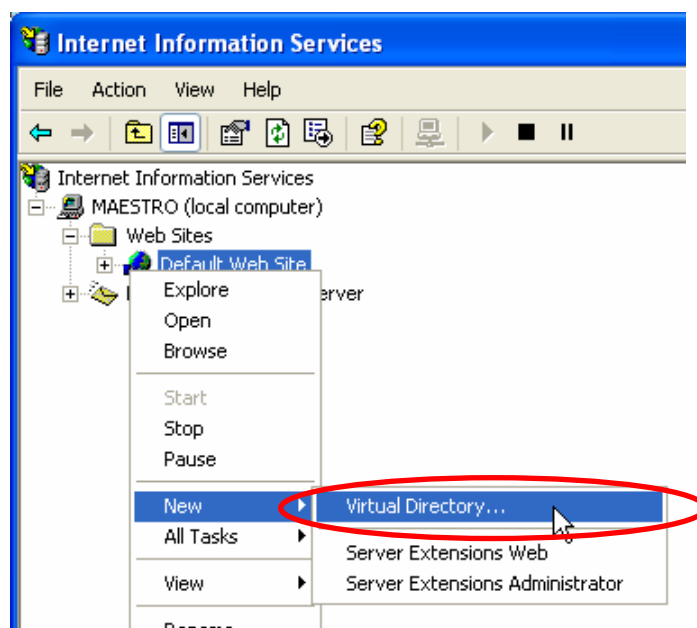 Internet Information Services
File Action View Help
Internet Information Services
MAESTRO (local computer)
Web Sites
Default Web Site
erver
Explore
Open
Browse
Start
Stop
Pause
New
Virtual Directory...
All Tasks
Server Extensions Web
View
Server Extensions Administrator
Rename